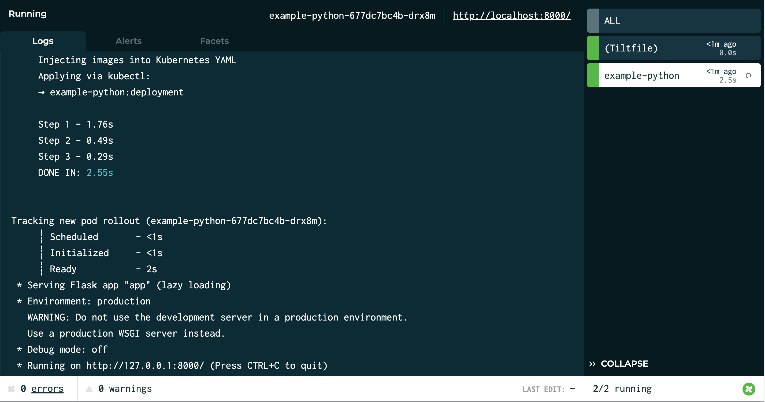 Running
example-python-677dc7bc4b-drx8m http://localhost:8000/
Logs Alerts Facets
Injecting images into Kubernetes YAML
Applying via kubectl:
→ example-python:deployment
Step 1 - 1.76s
Step 2 - 0.49s
Step 3 - 0.29s
DONE IN: 2.55s
Tracking new pod rollout (example-python-677dc7bc4b-drx8m):
┊ Scheduled - <1s
┊ Initialized - <1s
┊ Ready - 2s
* Serving Flask app "app" (lazy loading)
* Environment: production
WARNING: Do not use the development server in a production environment.
Use a production WSGI server instead.
* Debug mode: off
* Running on http://127.0.0.1:8000/ (Press CTRL+C to quit)
ALL
(Tiltfile) <1m ago
0.0s
example-python <1m ago
2.5s
» COLLAPSE
0 errors 0 warnings LAST EDIT: — 2/2 running